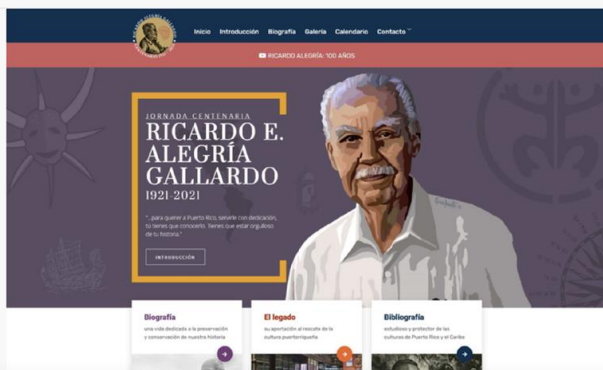 Inicio Introducción Biografía Galería Calendario Contacto
RICARDO ALEGRÍA: 100 AÑOS
JORNADA CENTENARIA
RICARDO E.
ALEGRÍA
GALLARDO
1921-2021
"...para querer a Puerto Rico, servirle con dedicación,
tú tienes que conocerlo. Tienes que estar orgulloso
de tu historia."
INTRODUCCIÓN
Biografía
una vida dedicada a la preservación
y conservación de nuestra historia
El legado
su aportación al rescate de la
cultura puertorriqueña
Bibliografía
estudioso y protector de las
culturas de Puerto Rico y el Caribe